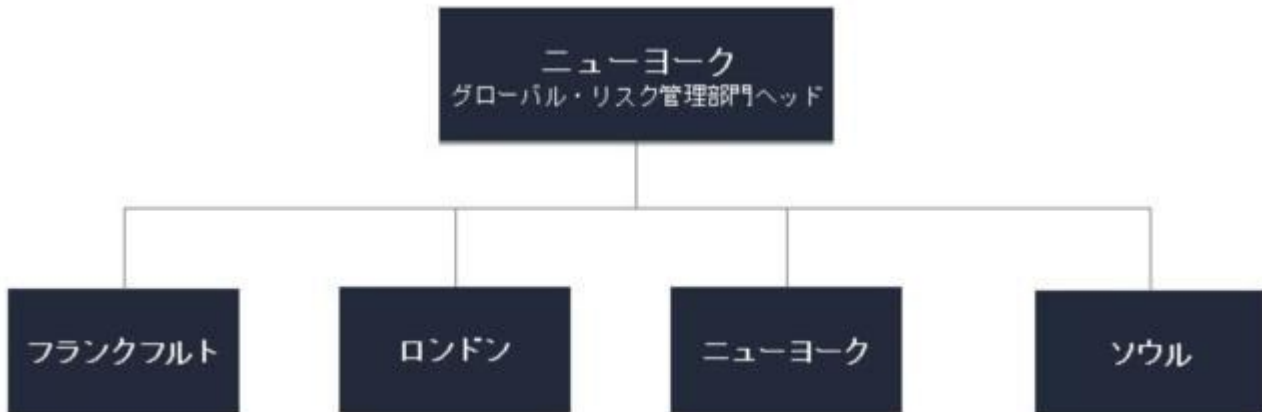 ニューヨーク
グローバル・リスク管理部門ヘッド
フランクフルト
ロンドン
ニューヨーク
ソウル